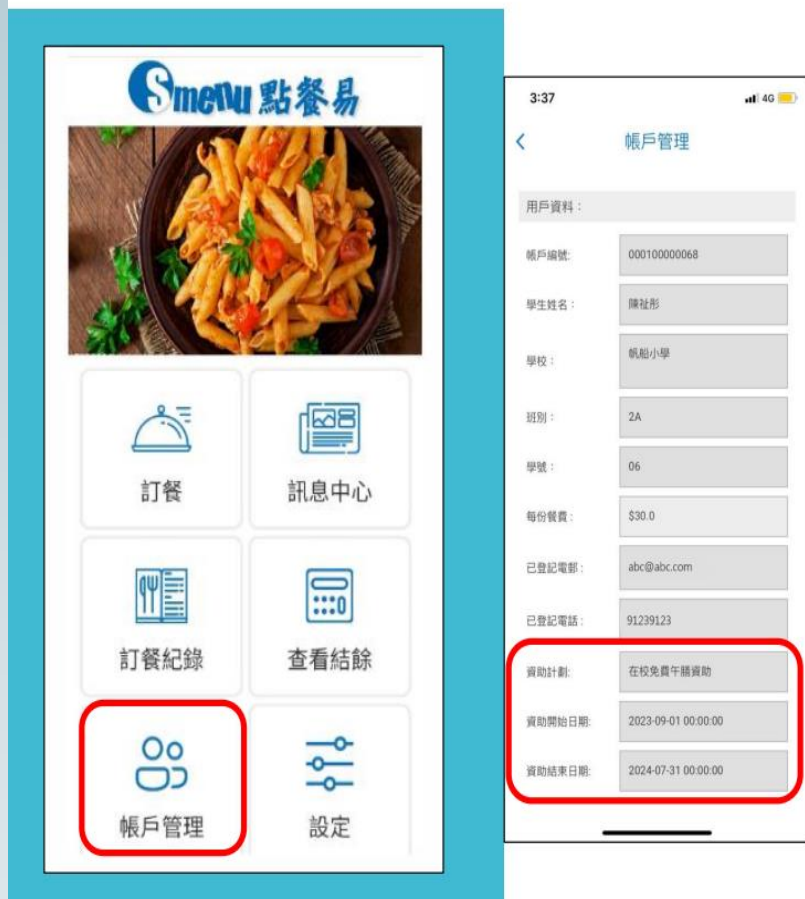 Smenu 點餐易
訂餐
訊息中心
訂餐紀錄
查看結餘
帳戶管理
設定
3:37
4G
帳戶管理
用戶資料：
帳戶編號: 000100000068
學生姓名： 陳祉彤
學校： 帆船小學
班別： 2A
學號： 06
每份餐費： $30.0
已登記電郵： abc@abc.com
已登記電話： 91239123
資助計劃: 在校免費午膳資助
資助開始日期: 2023-09-01 00:00:00
資助結束日期: 2024-07-31 00:00:00